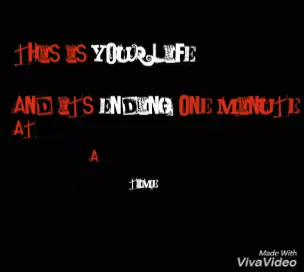 THIS IS YOUR LIFE
AND IT'S ENDING ONE MINUTE
AT
A
TIME
Made With
VivaVideo